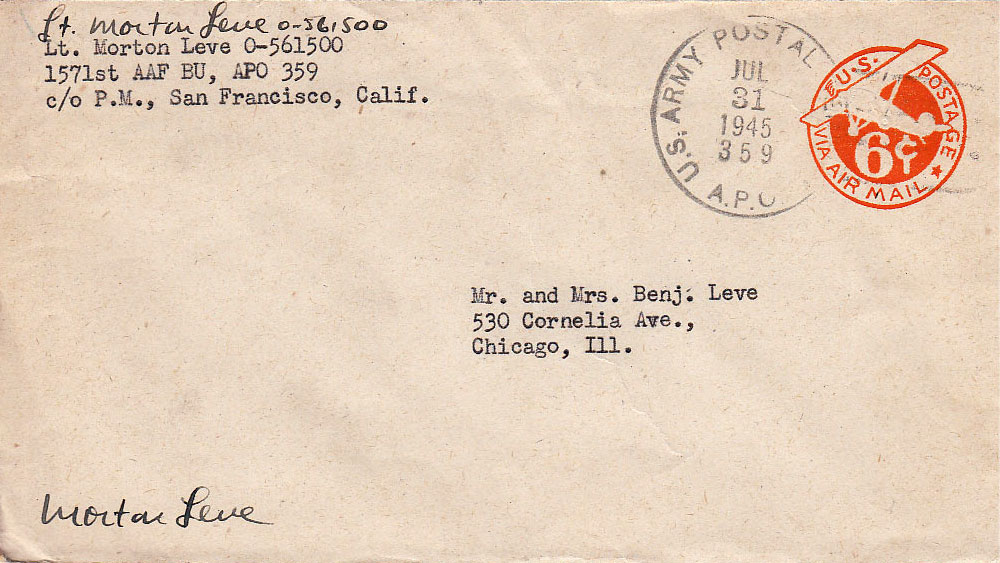 Lt. Morton Leve O-561500
Lt. Morton Leve O-561500
1571st AAF BU, APO 359
c/o P.M., San Francisco, Calif.
U.S. ARMY POSTAL
JUL
31
1945
359
A.P.O
U.S. POSTAGE
6¢
VIA AIR MAIL
Mr. and Mrs. Benj. Leve
530 Cornelia Ave.,
Chicago, Ill.
Morton Leve